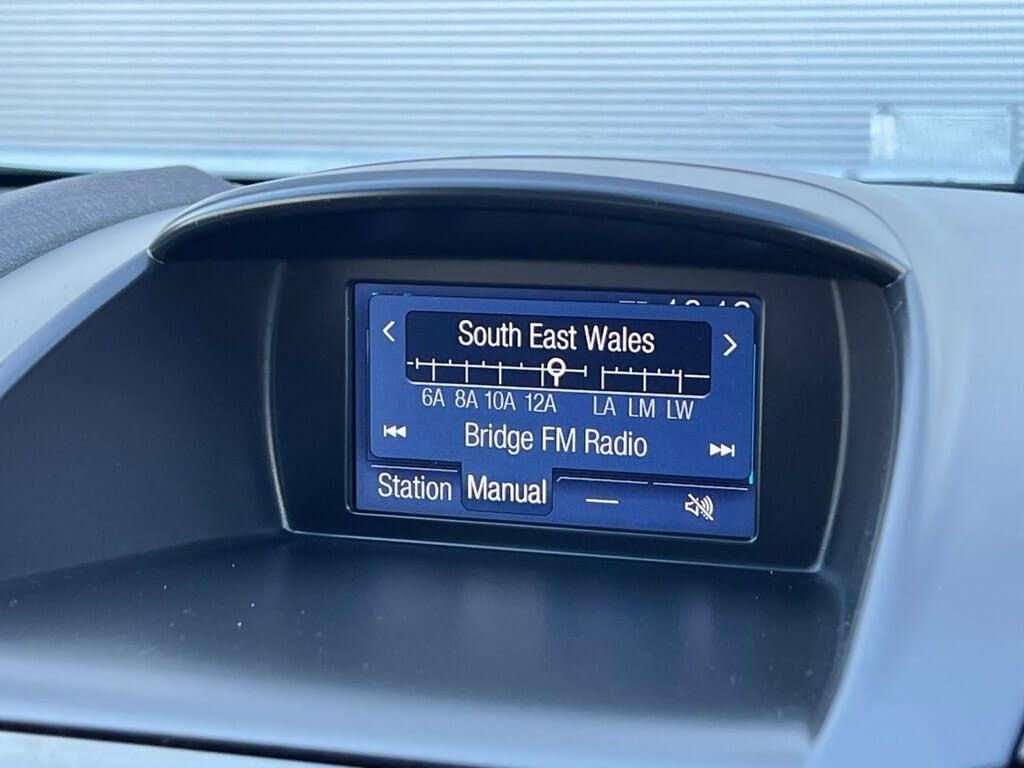 South East Wales
6A 8A 10A 12A LA LM LW
Bridge FM Radio
Station Manual